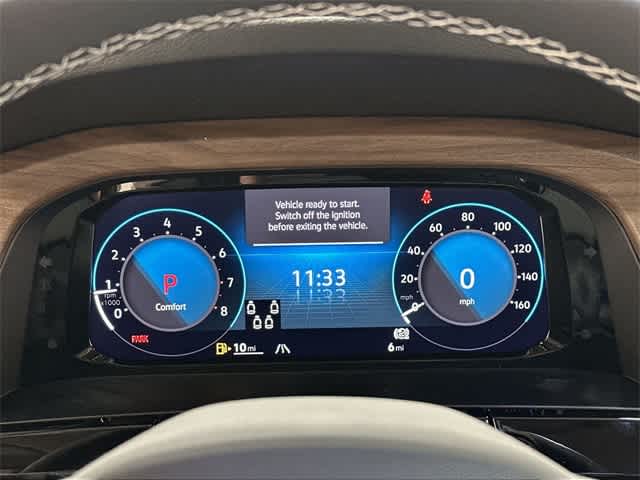 Vehicle ready to start.
Switch off the ignition
before exiting the vehicle.
0
1
2
3
4
5
6
7
8
rpm
x1000
P
Comfort
PARK
11:33
0
20
40
60
80
100
120
140
160
mph
0
mph
10 mi
6 mi